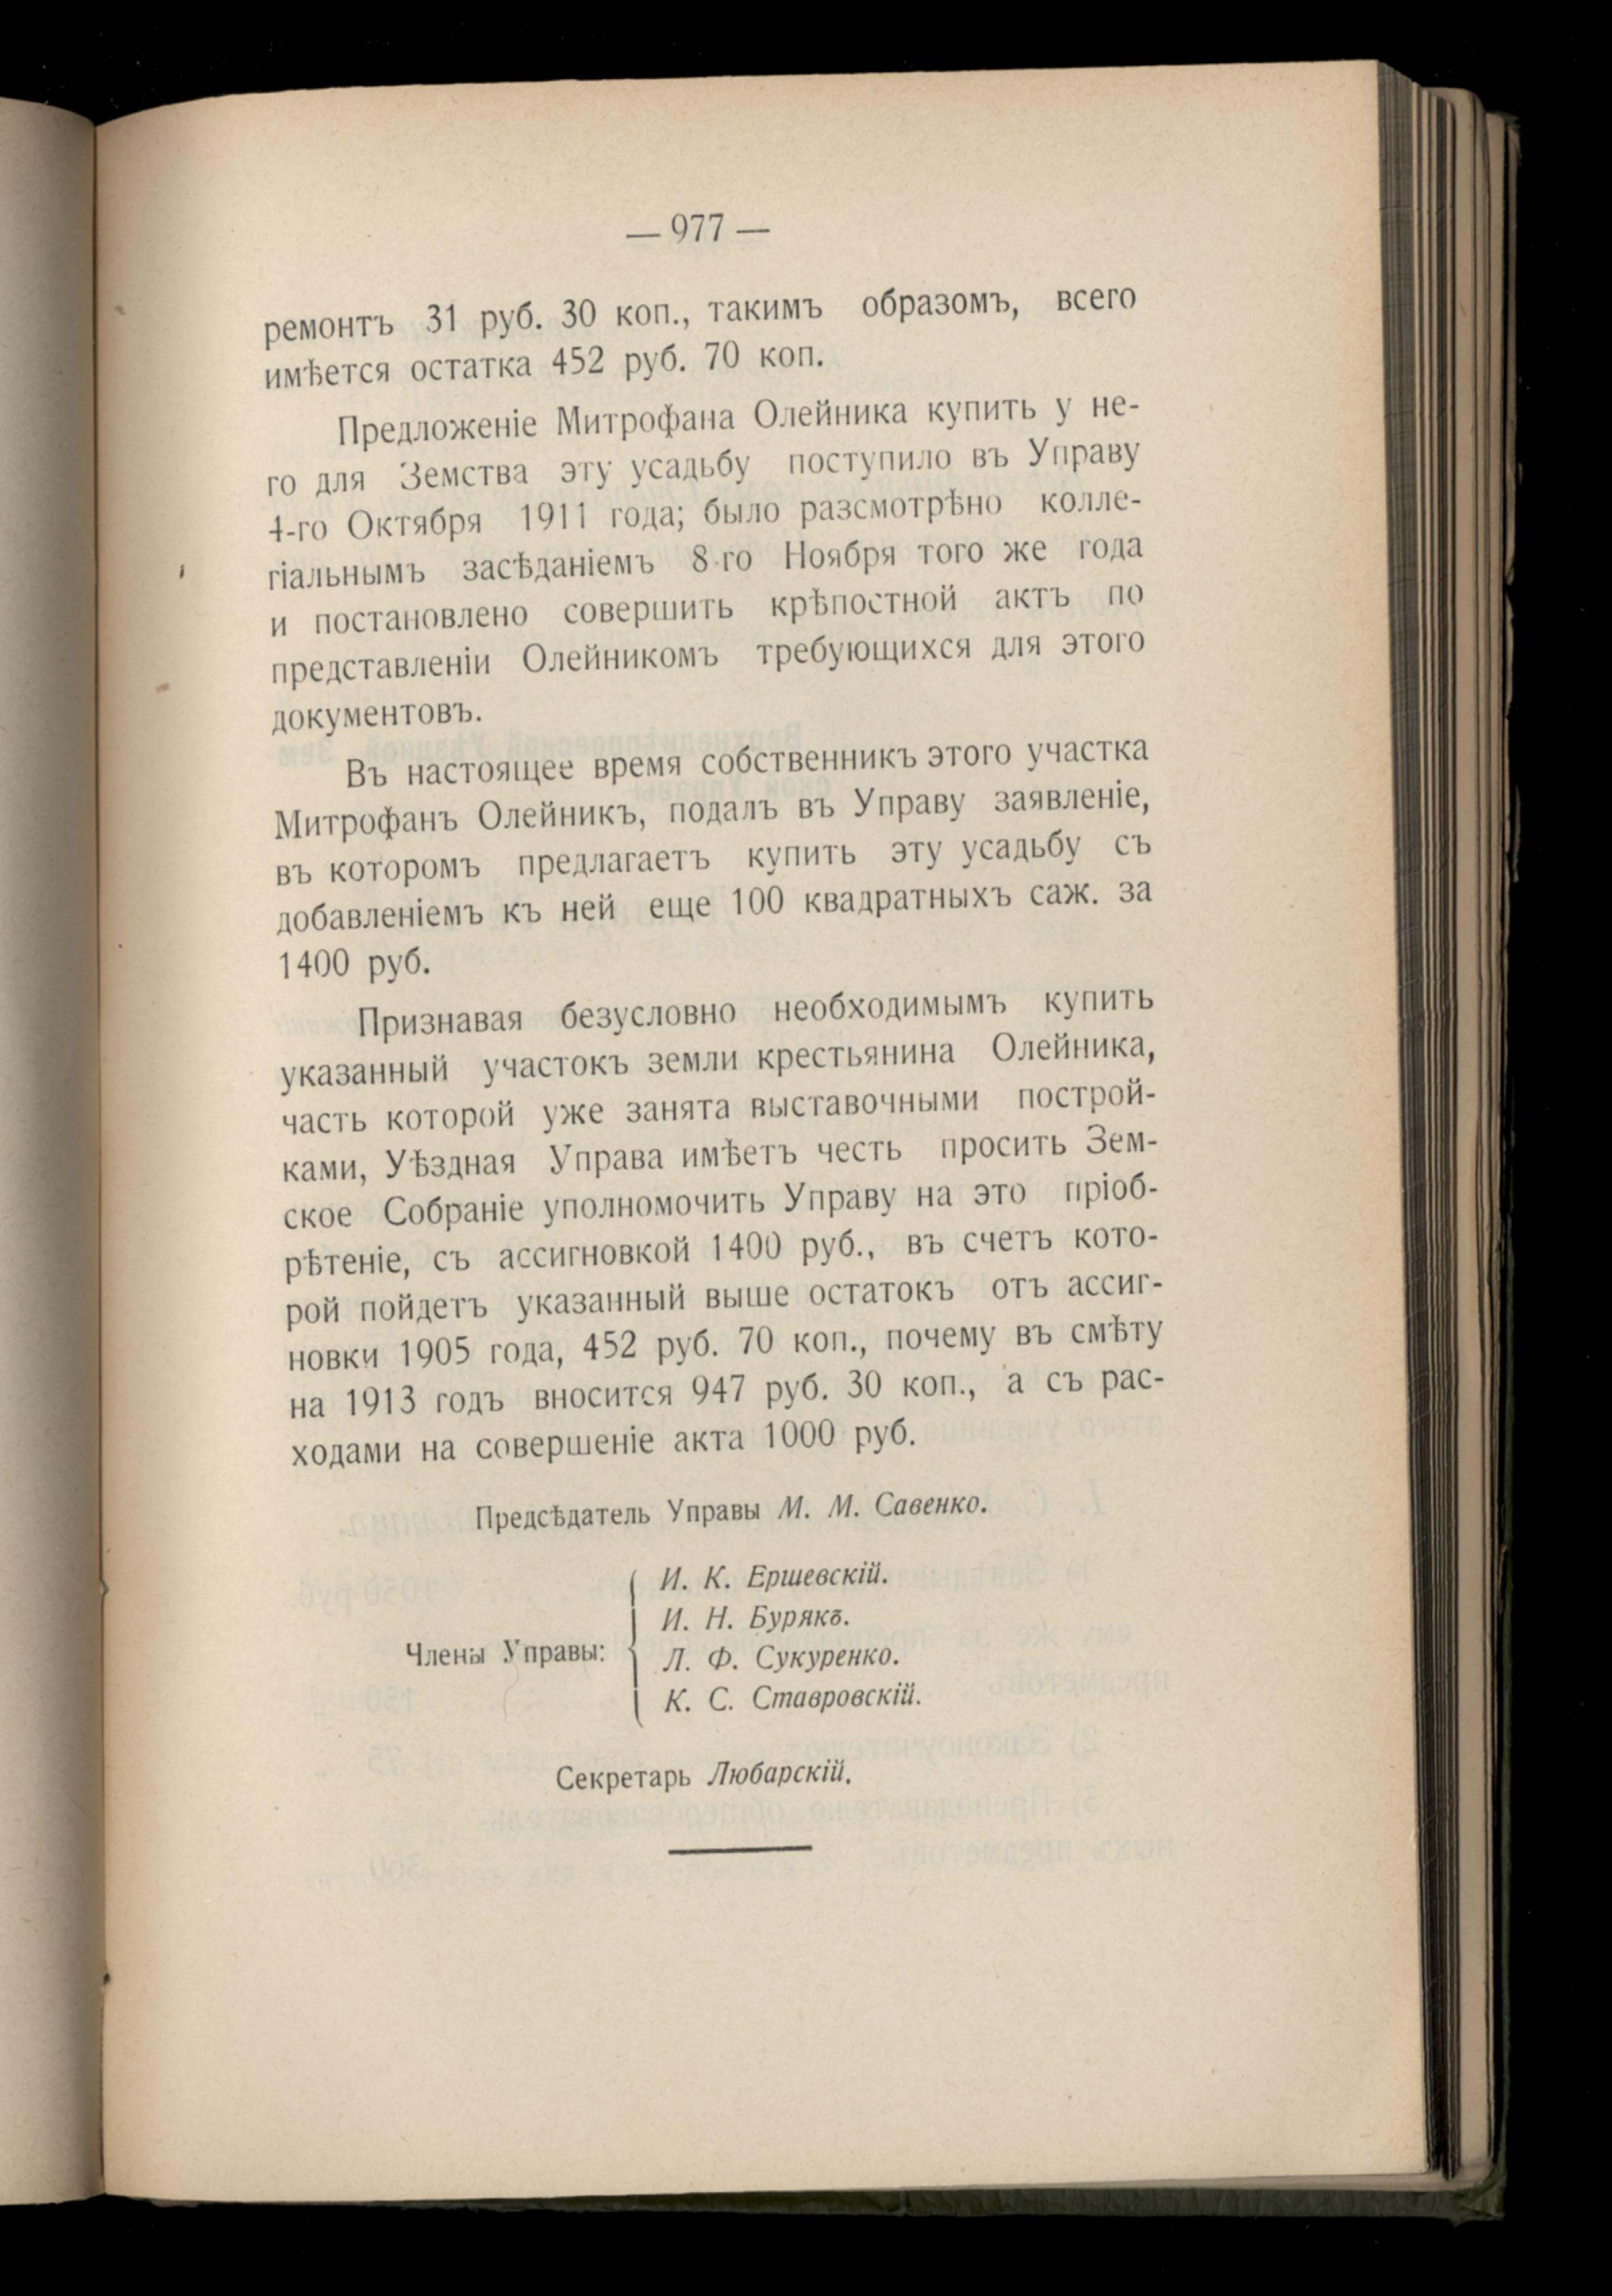 — 977 —
ремонтъ 31 руб. 30 коп., такимъ образомъ, всего
имѣется остатка 452 руб. 70 коп.
Предложеніе Митрофана Олейника купить у не-
го для Земства эту усадьбу поступило въ Управу
4-го Октября 1911 года; было разсмотрѣно колле-
гіальнымъ засѣданіемъ 8-го Ноября того же года
и постановлено совершить крѣпостной актъ по
представленіи Олейникомъ требующихся для этого
документовъ.
Въ настоящее время собственникъ этого участка
Митрофанъ Олейникъ, подалъ въ Управу заявленіе,
въ которомъ предлагаетъ купить эту усадьбу съ
добавленіемъ къ ней еще 100 квадратныхъ саж. за
1400 руб.
Признавая безусловно необходимымъ купить
указанный участокъ земли крестьянина Олейника,
часть которой уже занята выставочными построй-
ками, Уѣздная Управа имѣетъ честь просить Зем-
ское Собраніе уполномочить Управу на это пріоб-
рѣтеніе, съ ассигновкой 1400 руб., въ счетъ кото-
рой пойдетъ указанный выше остатокъ отъ ассиг-
новки 1905 года, 452 руб. 70 коп., почему въ смѣту
на 1913 годъ вносится 947 руб. 30 коп., а съ рас-
ходами на совершеніе акта 1000 руб.
Предсѣдатель Управы М. М. Савенко.
И. К. Ершевскій.
И. Н. Бурякъ.
Члены Управы:
Л. Ф. Сукуренко.
К. С. Ставровскій.
Секретарь Любарскій.